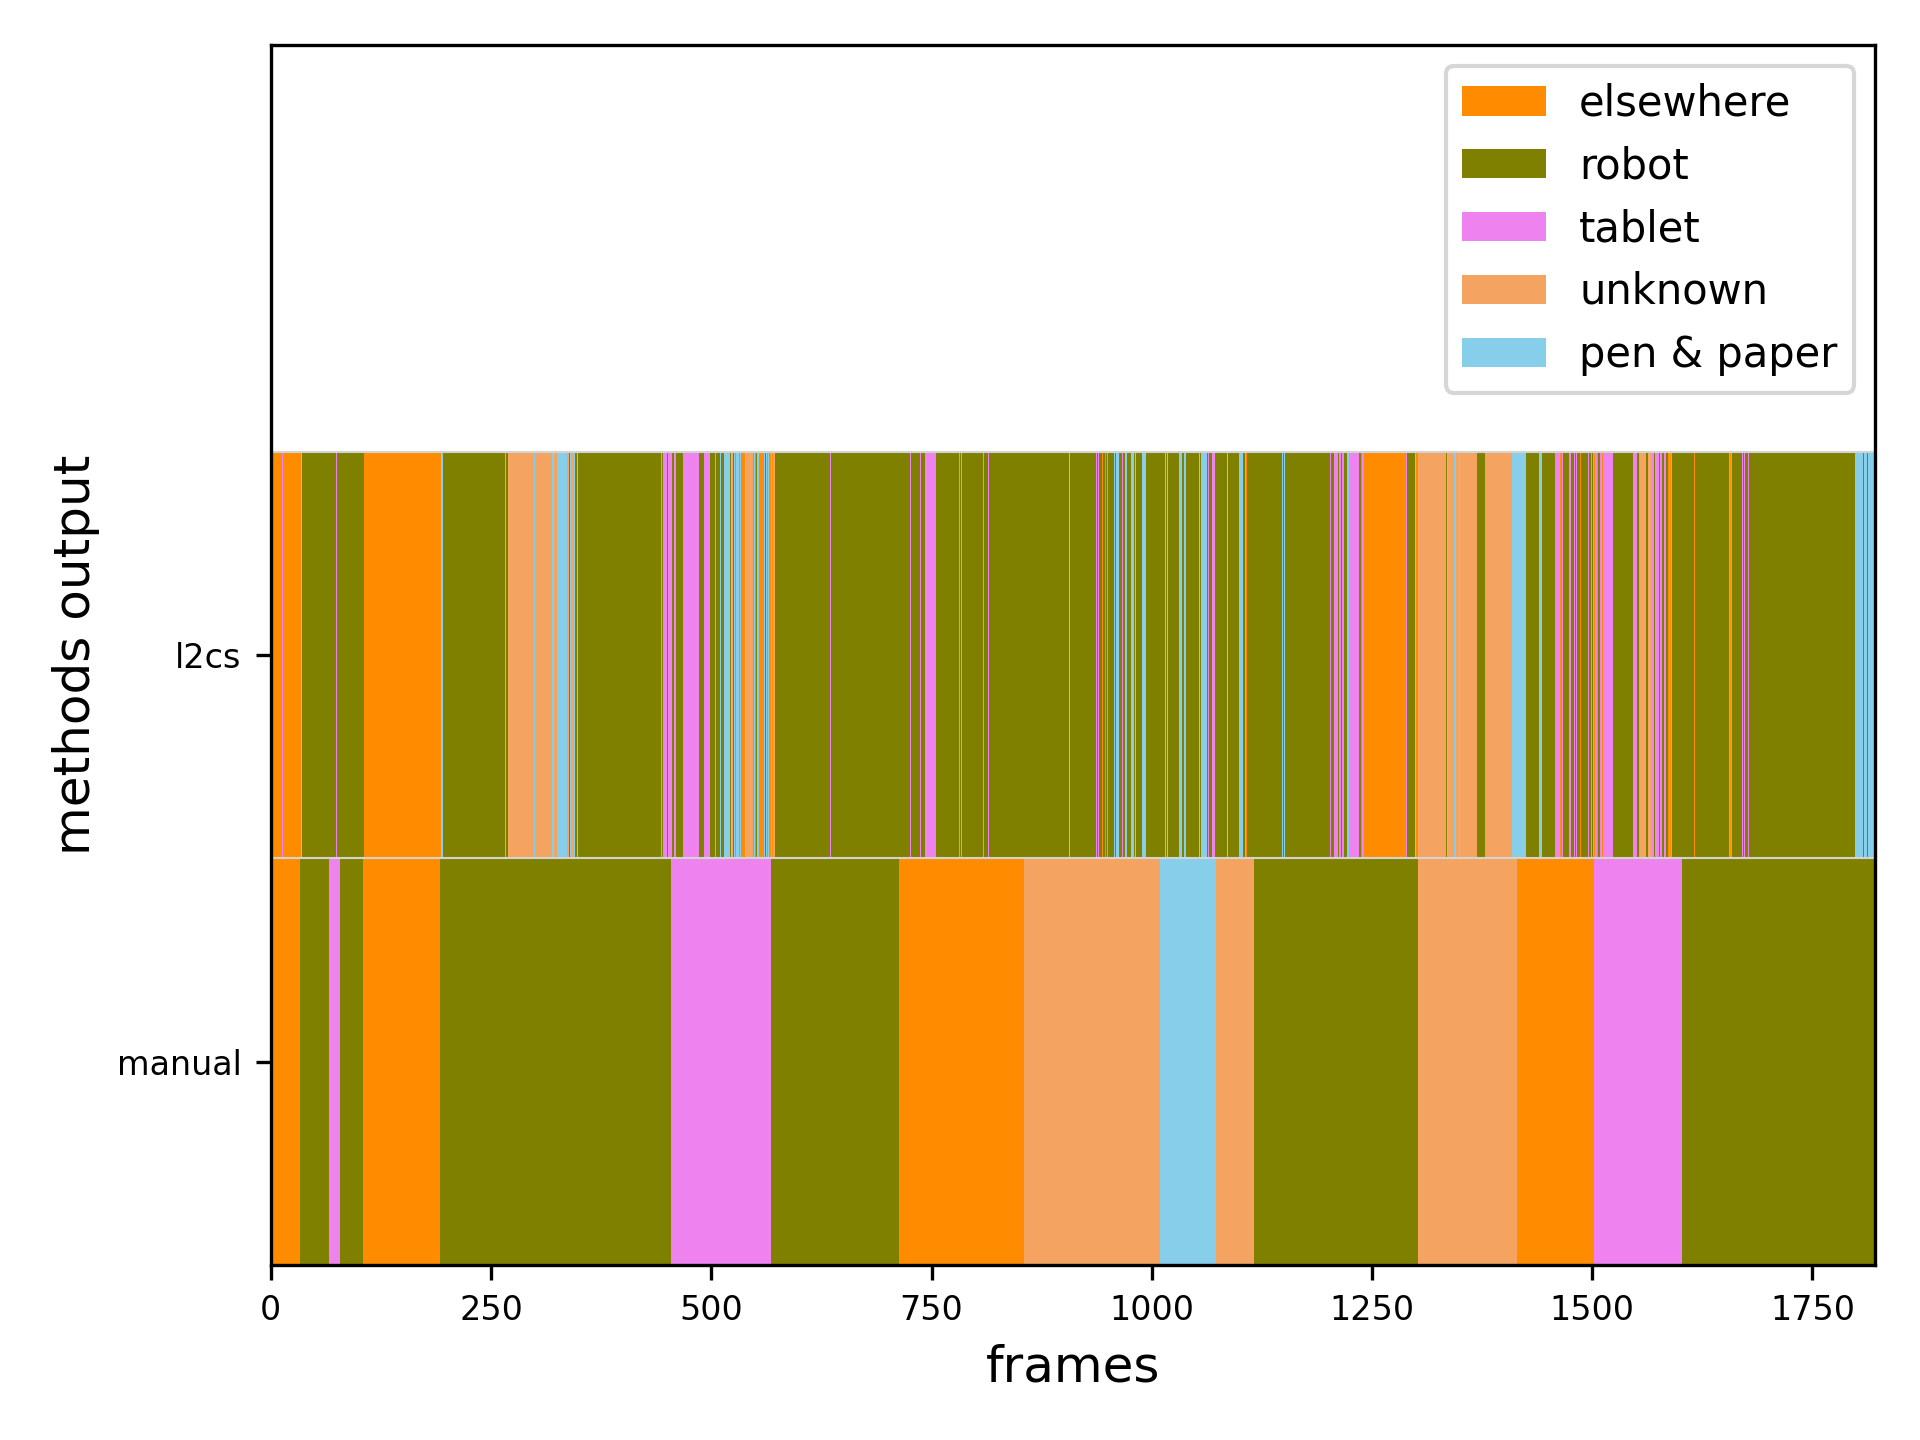 elsewhere
robot
tablet
unknown
pen & paper
methods output
l2cs
manual
0 250 500 750 1000 1250 1500 1750
frames